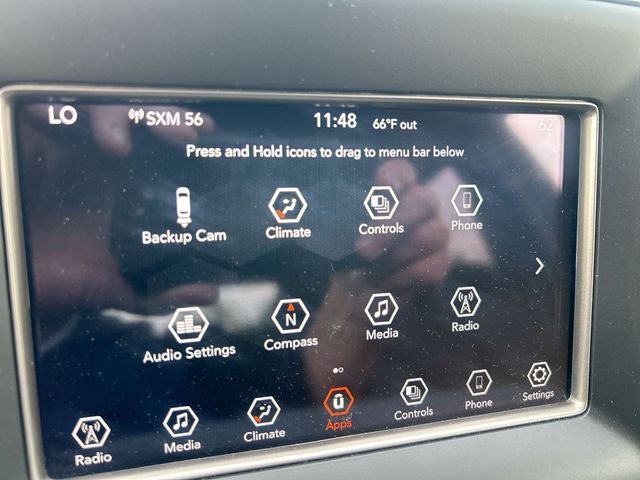 LO SXM 56 11:48 66°F out 62°
Press and Hold icons to drag to menu bar below
Backup Cam Climate Controls Phone
Audio Settings N Compass Media Radio
Radio Media Climate ū Apps Controls Phone Settings